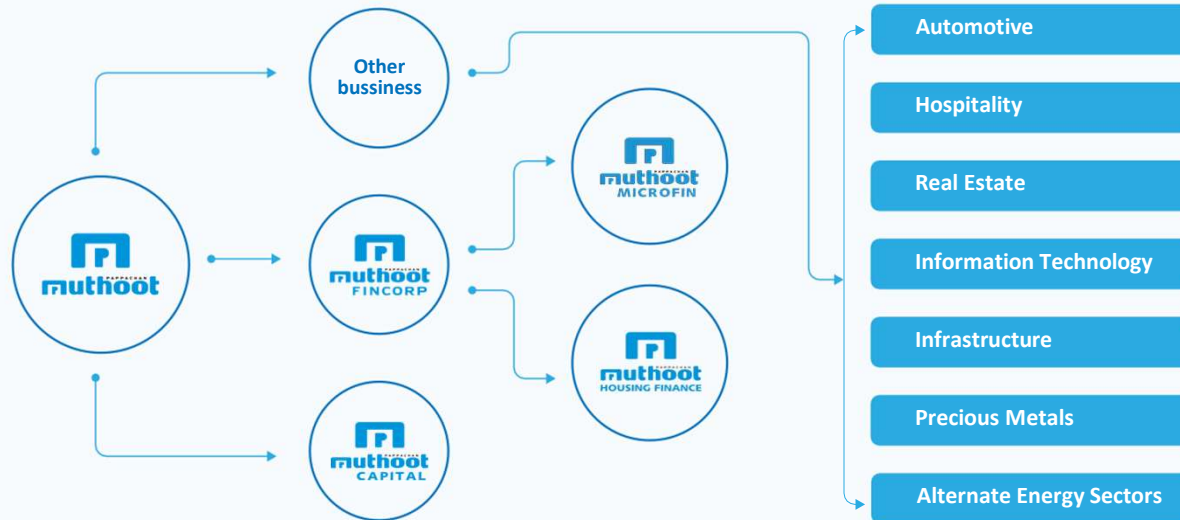 Other
bussiness
PAPPACHAN
muthoot
PAPPACHAN
muthoot
FINCORP
PAPPACHAN
muthoot
CAPITAL
PAPPACHAN
muthoot
MICROFIN
PAPPACHAN
muthoot
HOUSING FINANCE
Automotive
Hospitality
Real Estate
Information Technology
Infrastructure
Precious Metals
Alternate Energy Sectors